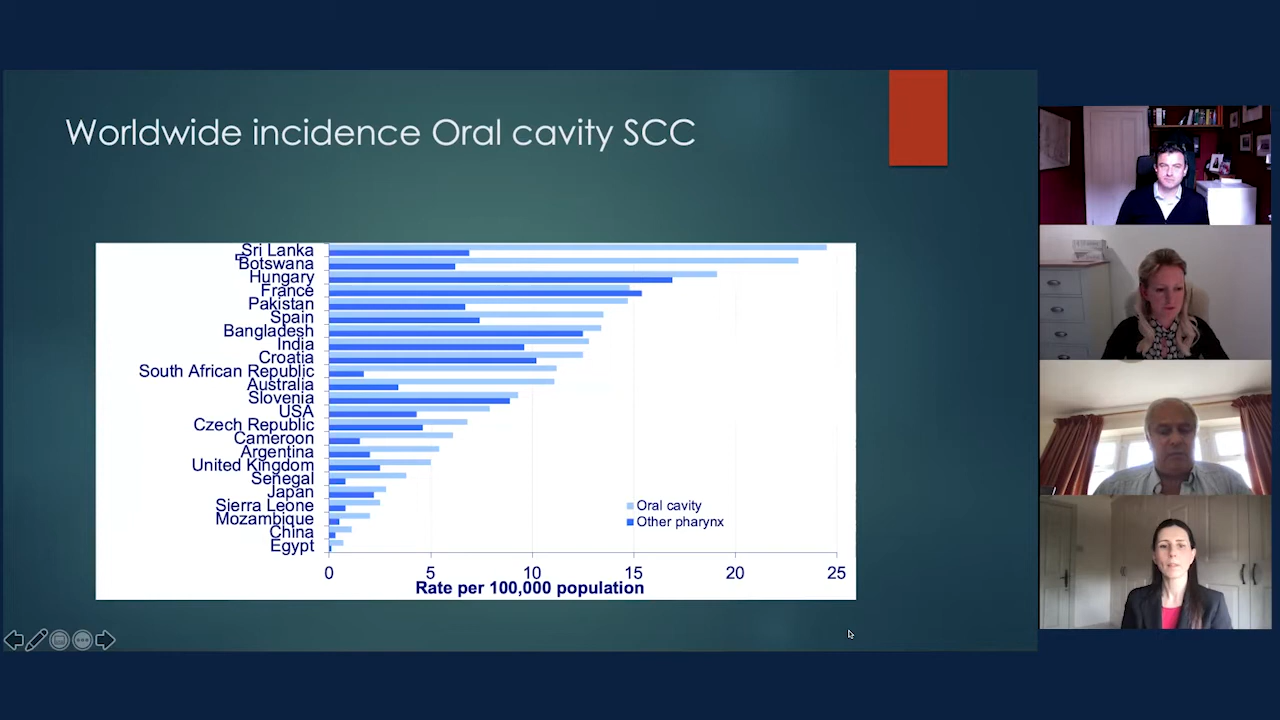 Worldwide incidence Oral cavity SCC
Sri Lanka
Botswana
Hungary
France
Pakistan
Spain
Bangladesh
India
Croatia
South African Republic
Australia
Slovenia
USA
Czech Republic
Cameroon
Argentina
United Kingdom
Senegal
Japan
Sierra Leone
Mozambique
China
Egypt
Oral cavity
Other pharynx
0 5 10 15 20 25
Rate per 100,000 population